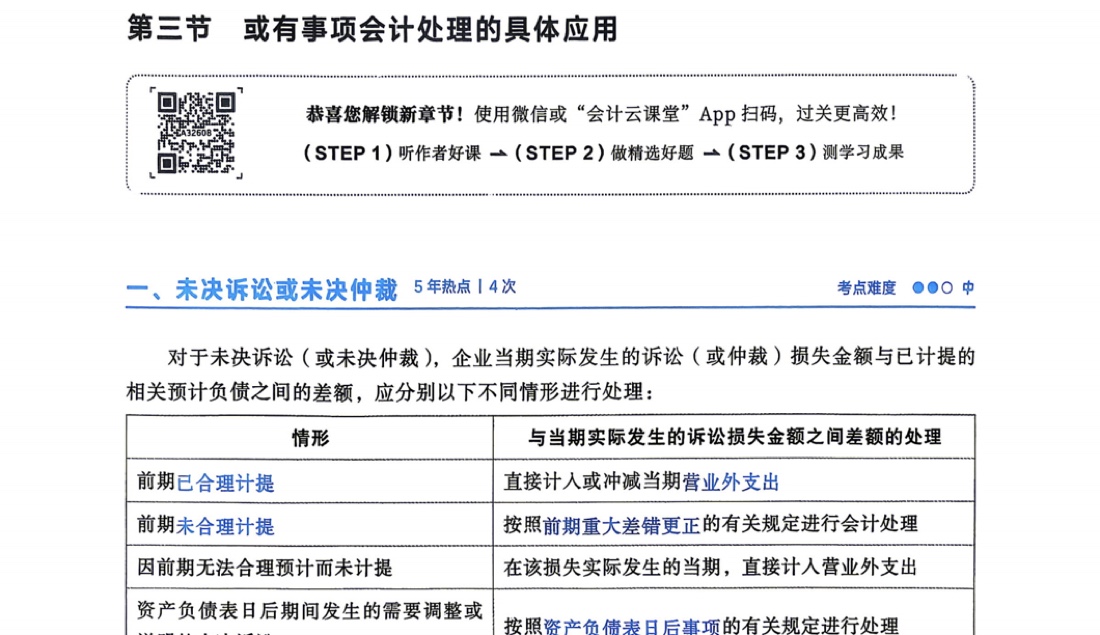 第三节 或有事项会计处理的具体应用
恭喜您解锁新章节！使用微信或“会计云课堂”App 扫码，过关更高效！
（STEP 1）听作者好课 ⇀（STEP 2）做精选好题 ⇀（STEP 3）测学习成果
一、未决诉讼或未决仲裁 5 年热点 | 4 次 考点难度 中
对于未决诉讼（或未决仲裁），企业当期实际发生的诉讼（或仲裁）损失金额与已计提的
相关预计负债之间的差额，应分别以下不同情形进行处理：
情形 与当期实际发生的诉讼损失金额之间差额的处理
前期已合理计提 直接计入或冲减当期营业外支出
前期未合理计提 按照前期重大差错更正的有关规定进行会计处理
因前期无法合理预计而未计提 在该损失实际发生的当期，直接计入营业外支出
资产负债表日后期间发生的需要调整或
按照资产负债表日后事项的有关规定进行处理